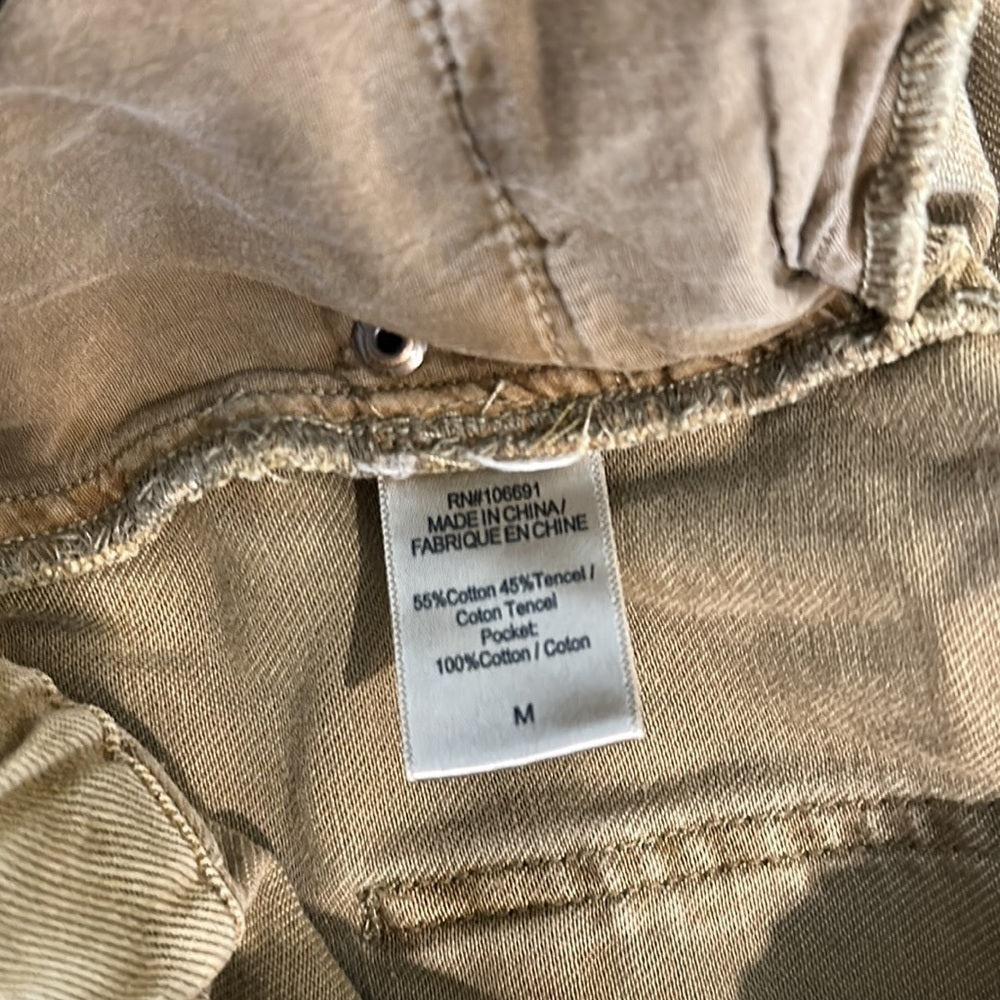 RN#106691
MADE IN CHINA/
FABRIQUE EN CHINE
55%Cotton 45%Tencel /
Coton Tencel
Pocket:
100%Cotton / Coton
M